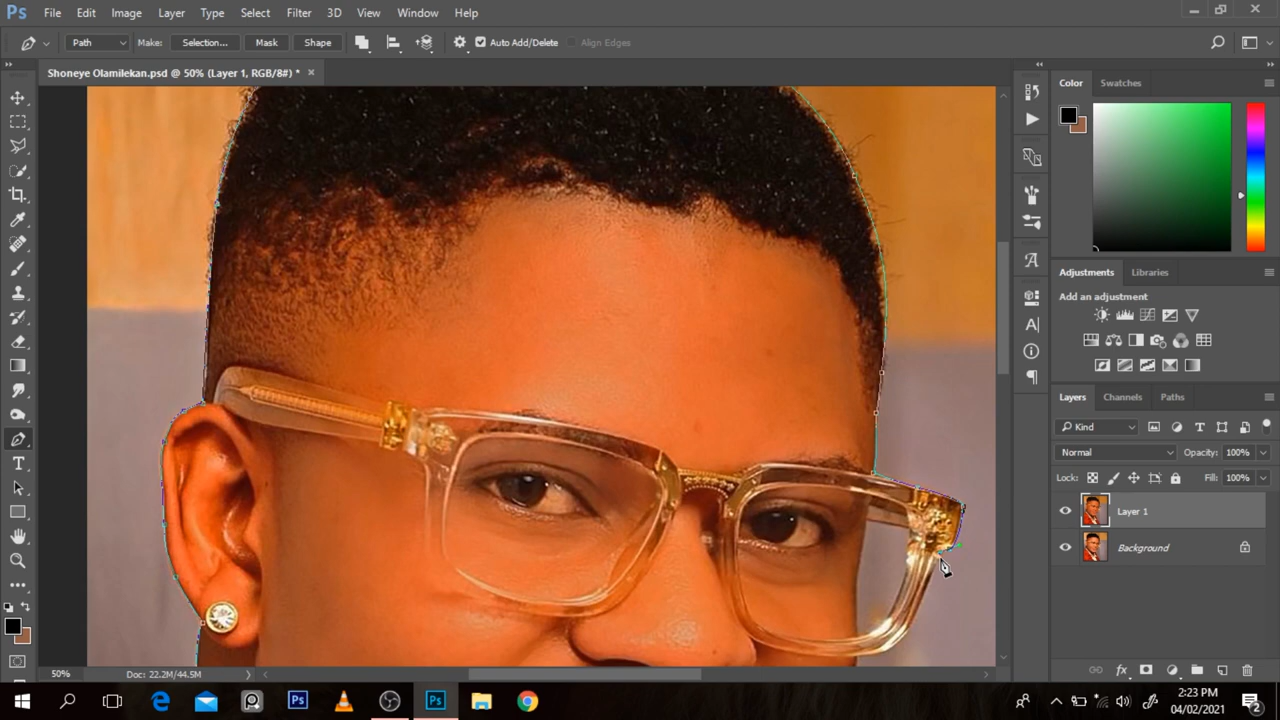 Ps File Edit Image Layer Type Select Filter 3D View Window Help
Path Make: Selection... Mask Shape Auto Add/Delete Align Edges
Shoneye Olamilekan.psd @ 50% (Layer 1, RGB/8#) * ×
Color Swatches
Adjustments Libraries
Add an adjustment
Layers Channels Paths
Kind
Normal Opacity: 100%
Lock: Fill: 100%
Layer 1
Background
50% Doc: 22.2M/44.5M
2:23 PM
04/02/2021
2